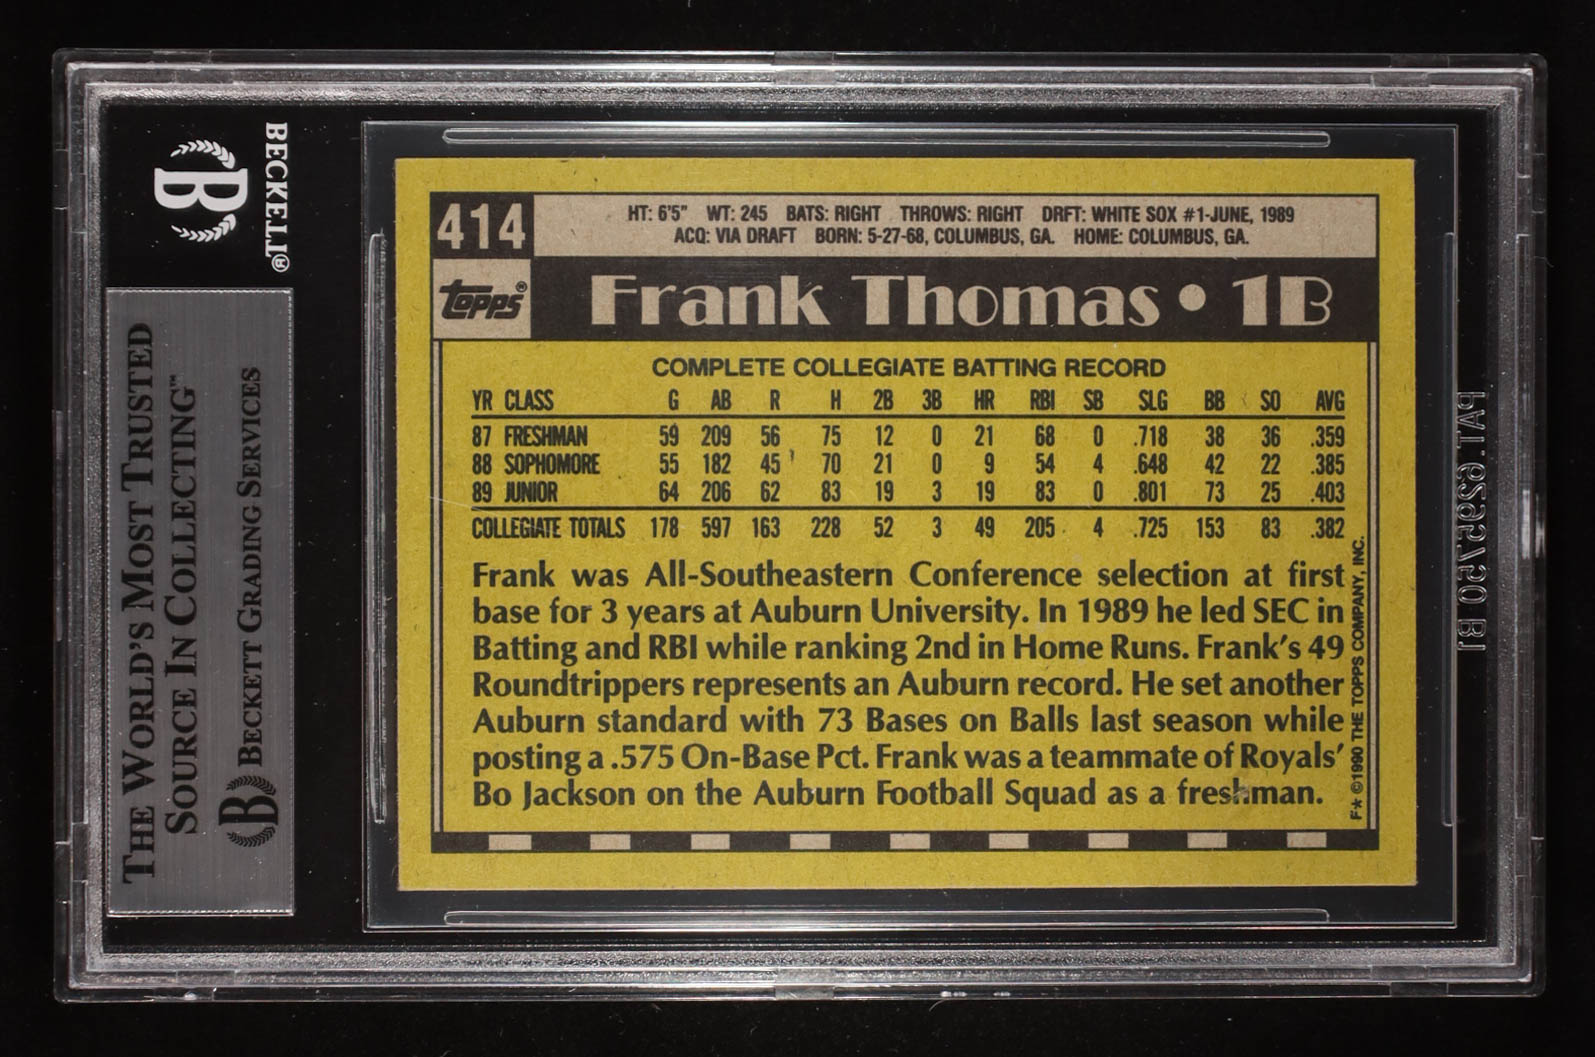 BECKETT®
B
THE WORLD'S MOST TRUSTED
SOURCE IN COLLECTING™
B BECKETT GRADING SERVICES
414
HT: 6'5" WT: 245 BATS: RIGHT THROWS: RIGHT DRFT: WHITE SOX #1-JUNE, 1989
ACQ: VIA DRAFT BORN: 5-27-68, COLUMBUS, GA. HOME: COLUMBUS, GA.
topps®
Frank Thomas • 1B
COMPLETE COLLEGIATE BATTING RECORD
YR CLASS G AB R H 2B 3B HR RBI SB SLG BB SO AVG
87 FRESHMAN 59 209 56 75 12 0 21 68 0 .718 38 36 .359
88 SOPHOMORE 55 182 45 70 21 0 9 54 4 .648 42 22 .385
89 JUNIOR 64 206 62 83 19 3 19 83 0 .801 73 25 .403
COLLEGIATE TOTALS 178 597 163 228 52 3 49 205 4 .725 153 83 .382
Frank was All-Southeastern Conference selection at first
base for 3 years at Auburn University. In 1989 he led SEC in
Batting and RBI while ranking 2nd in Home Runs. Frank's 49
Roundtrippers represents an Auburn record. He set another
Auburn standard with 73 Bases on Balls last season while
posting a .575 On-Base Pct. Frank was a teammate of Royals'
Bo Jackson on the Auburn Football Squad as a freshman.
F★ ©1990 THE TOPPS COMPANY, INC.
PAT.6295750 B1